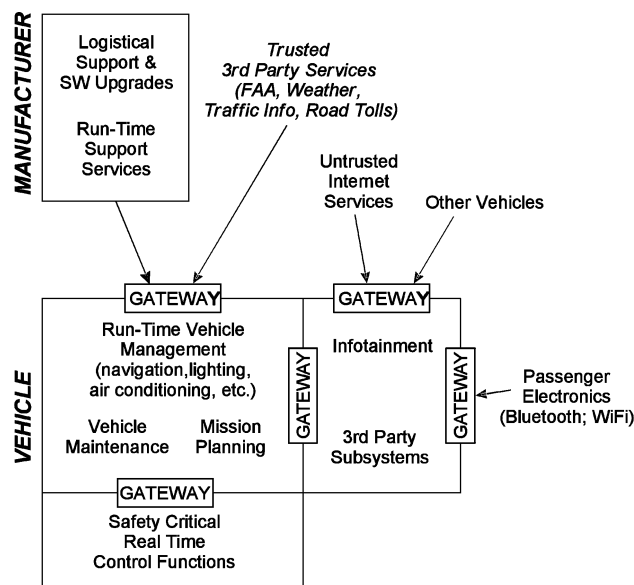 MANUFACTURER
Logistical
Support &
SW Upgrades
Run-Time
Support
Services
Trusted
3rd Party Services
(FAA, Weather,
Traffic Info, Road Tolls)
Untrusted
Internet
Services
Other Vehicles
GATEWAY
GATEWAY
VEHICLE
Run-Time Vehicle
Management
(navigation,lighting,
air conditioning, etc.)
Vehicle
Maintenance
Mission
Planning
GATEWAY
Infotainment
3rd Party
Subsystems
GATEWAY
Passenger
Electronics
(Bluetooth; WiFi)
GATEWAY
Safety Critical
Real Time
Control Functions